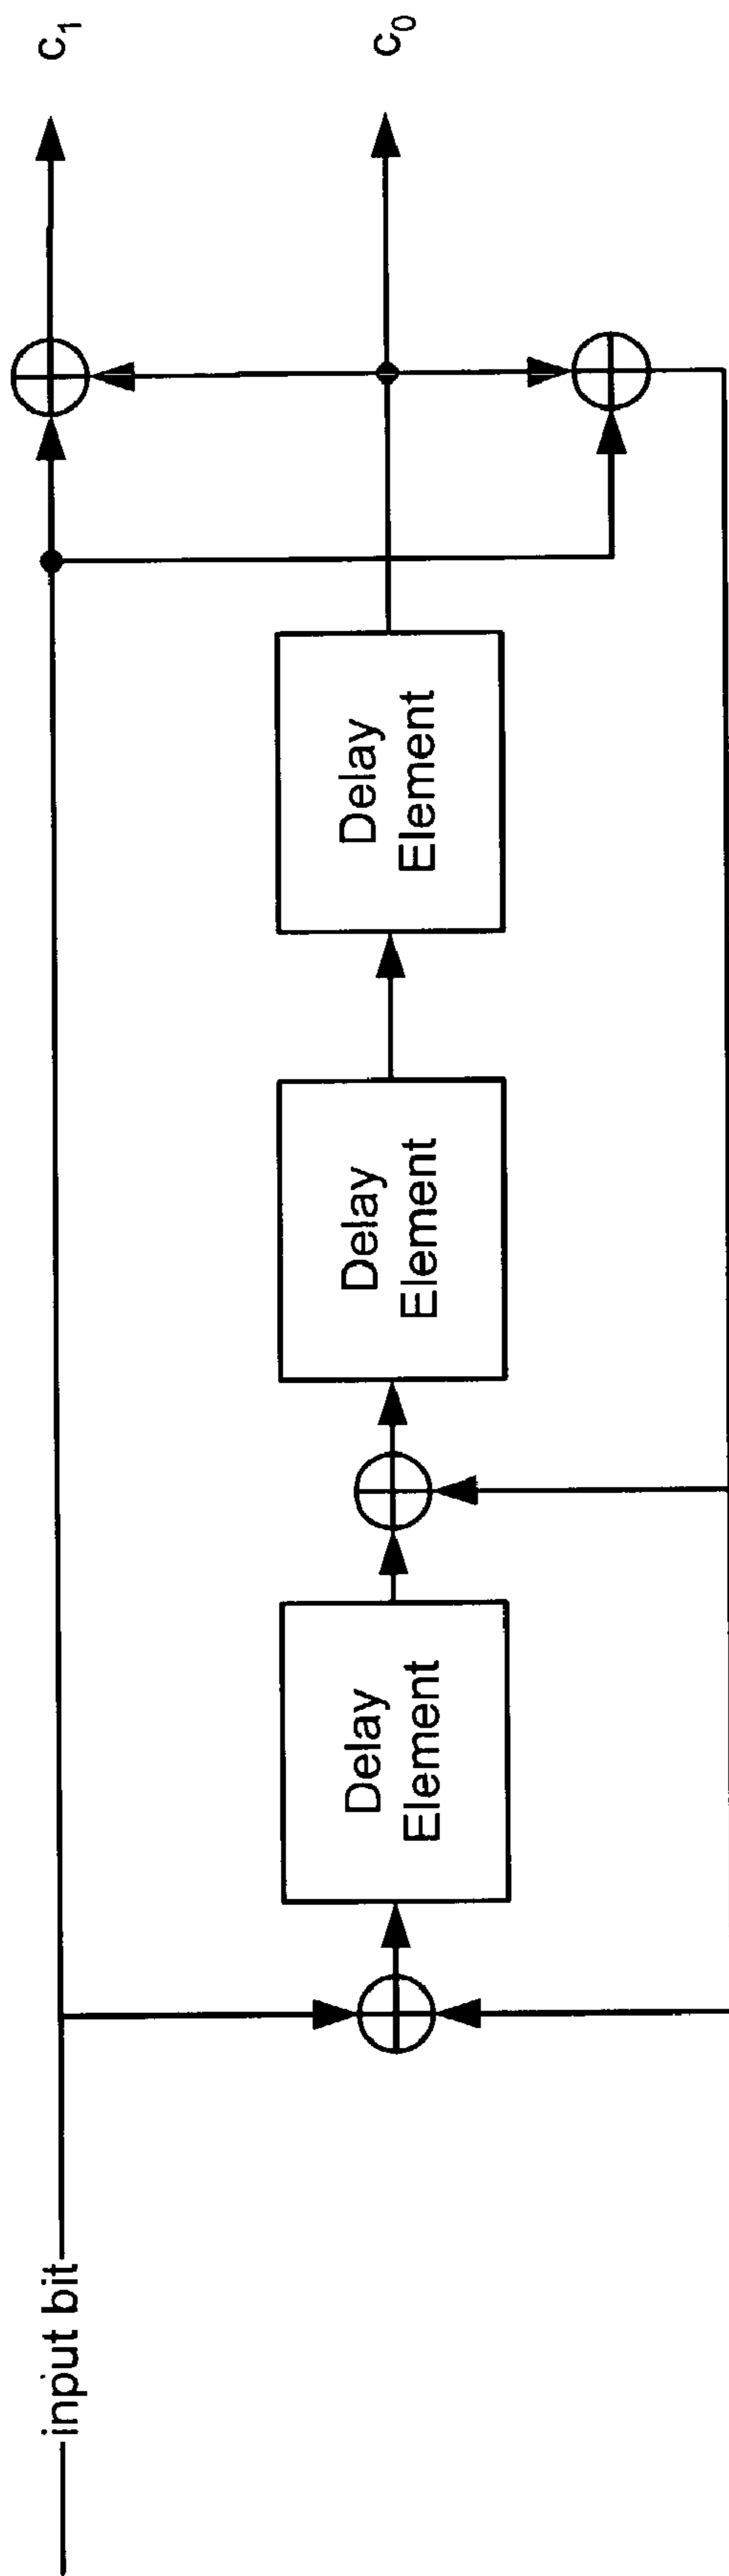 input bit
Delay
Element
Delay
Element
Delay
Element
c1
c0